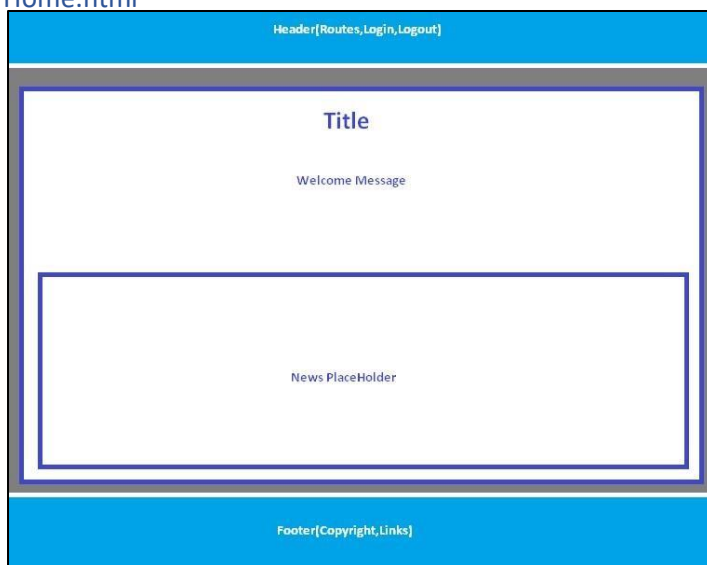 Home.html
Header[Routes,Login,Logout]
Title
Welcome Message
News PlaceHolder
Footer[Copyright,Links]